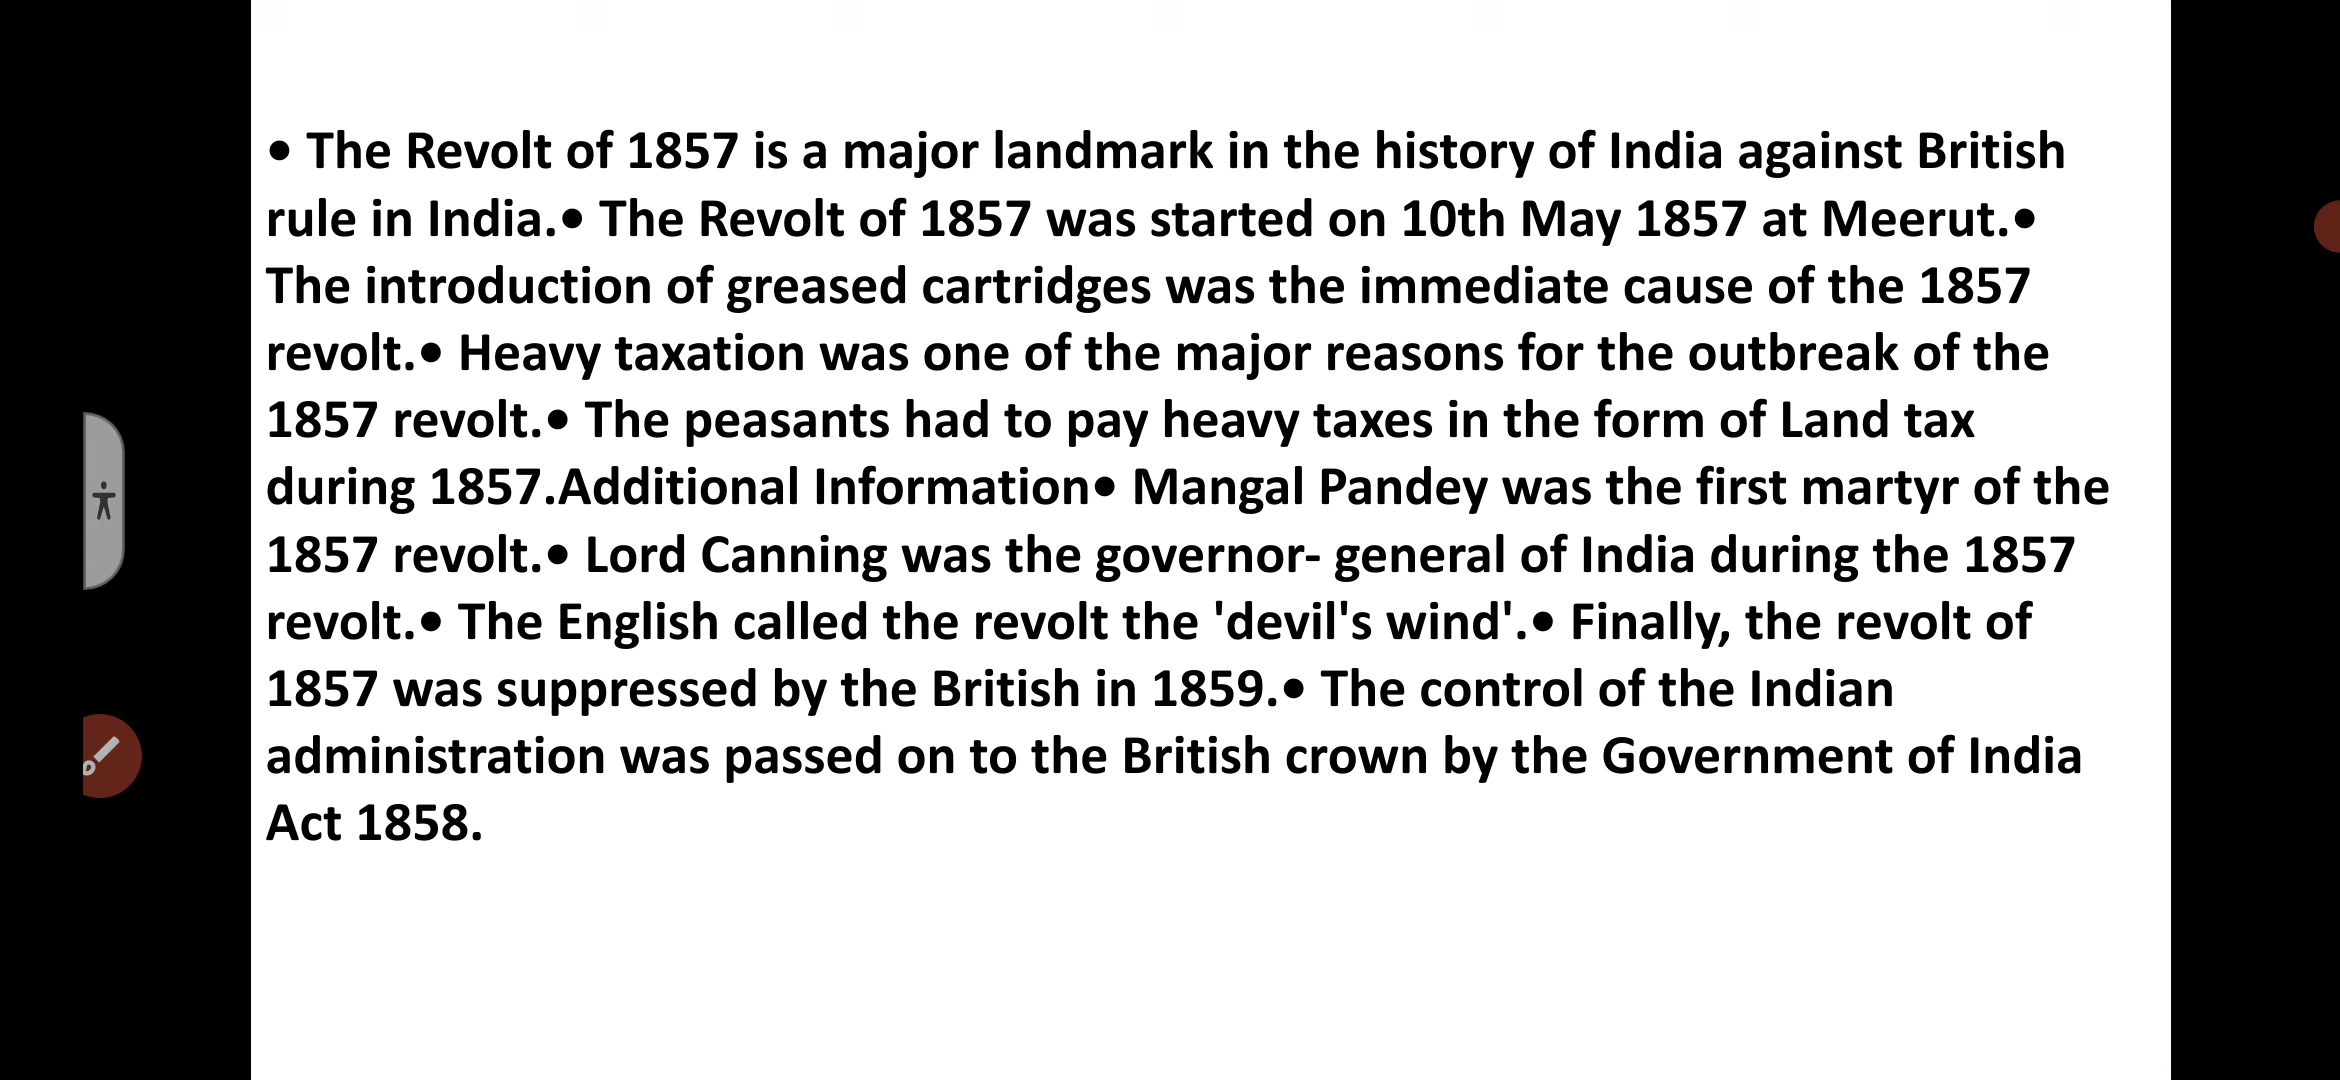 • The Revolt of 1857 is a major landmark in the history of India against British
rule in India.• The Revolt of 1857 was started on 10th May 1857 at Meerut.•
The introduction of greased cartridges was the immediate cause of the 1857
revolt.• Heavy taxation was one of the major reasons for the outbreak of the
1857 revolt.• The peasants had to pay heavy taxes in the form of Land tax
during 1857.Additional Information• Mangal Pandey was the first martyr of the
1857 revolt.• Lord Canning was the governor- general of India during the 1857
revolt.• The English called the revolt the 'devil's wind'.• Finally, the revolt of
1857 was suppressed by the British in 1859.• The control of the Indian
administration was passed on to the British crown by the Government of India
Act 1858.